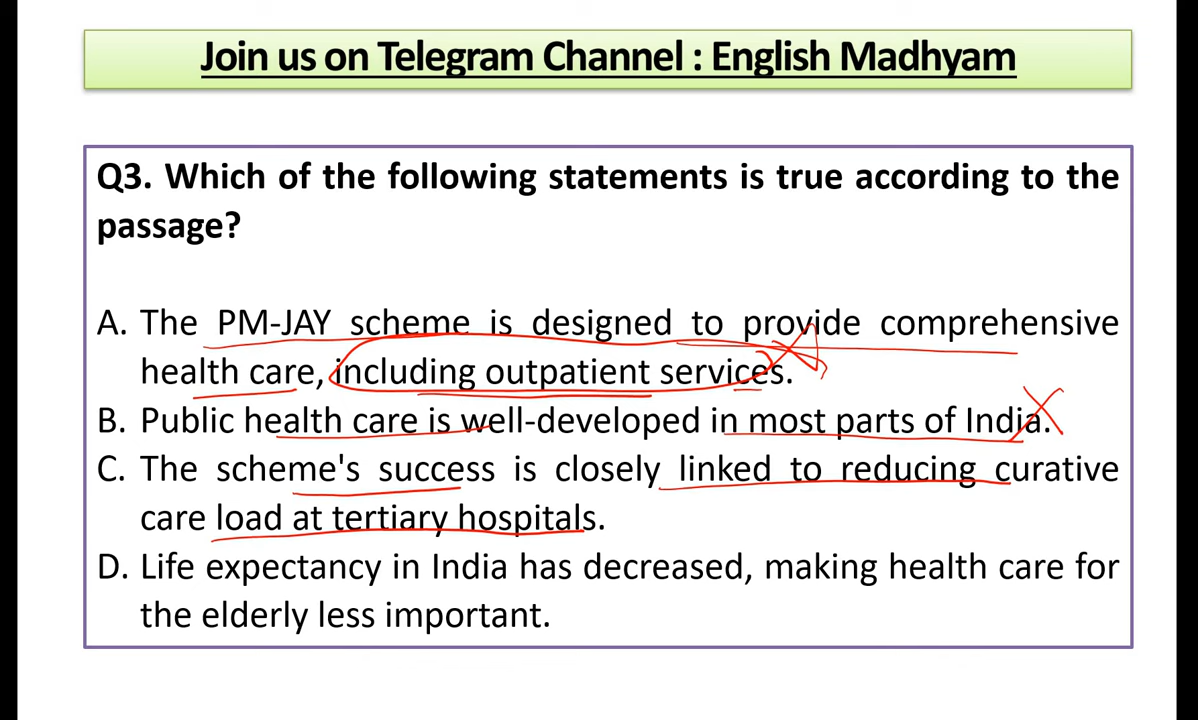 Join us on Telegram Channel : English Madhyam
Q3. Which of the following statements is true according to the
passage?
A. The PM-JAY scheme is designed to provide comprehensive
health care, including outpatient services.
B. Public health care is well-developed in most parts of India.
C. The scheme's success is closely linked to reducing curative
care load at tertiary hospitals.
D. Life expectancy in India has decreased, making health care for
the elderly less important.